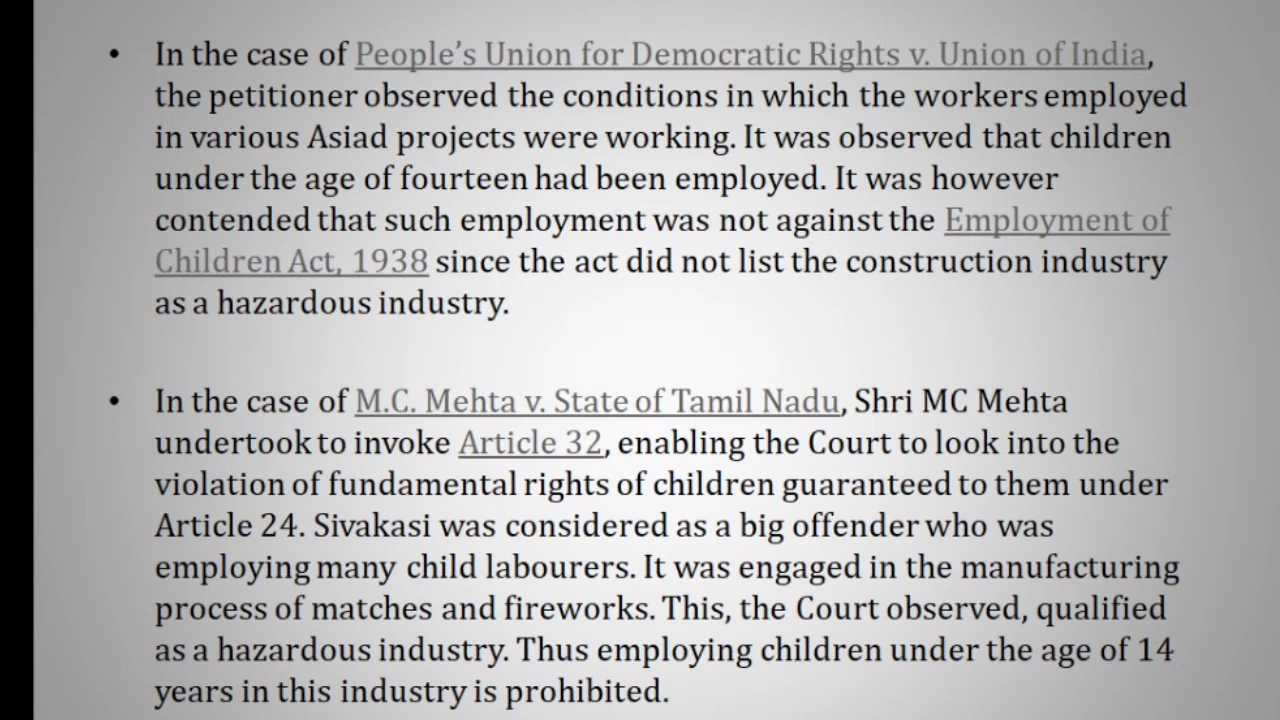 • In the case of People’s Union for Democratic Rights v. Union of India,
the petitioner observed the conditions in which the workers employed
in various Asiad projects were working. It was observed that children
under the age of fourteen had been employed. It was however
contended that such employment was not against the Employment of
Children Act, 1938 since the act did not list the construction industry
as a hazardous industry.
• In the case of M.C. Mehta v. State of Tamil Nadu, Shri MC Mehta
undertook to invoke Article 32, enabling the Court to look into the
violation of fundamental rights of children guaranteed to them under
Article 24. Sivakasi was considered as a big offender who was
employing many child labourers. It was engaged in the manufacturing
process of matches and fireworks. This, the Court observed, qualified
as a hazardous industry. Thus employing children under the age of 14
years in this industry is prohibited.